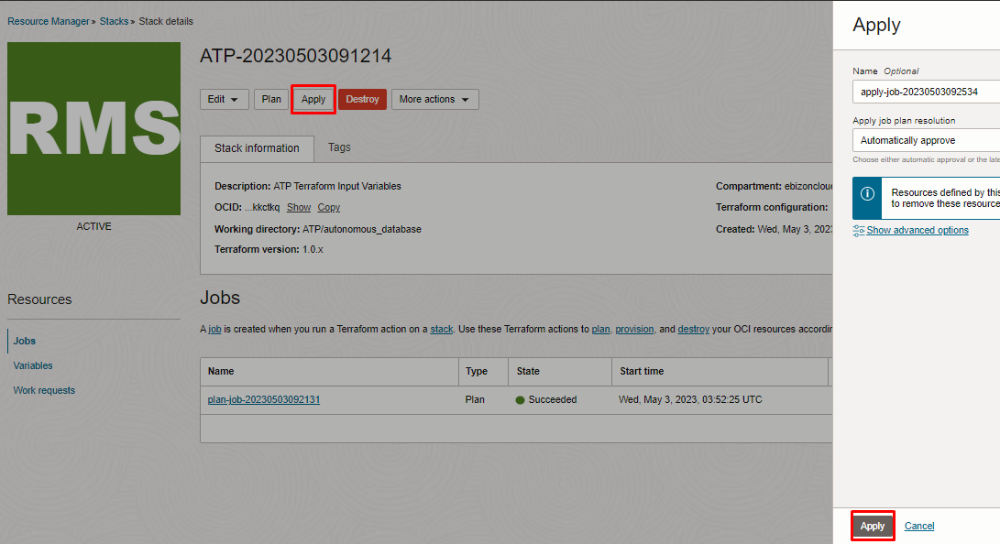 Resource Manager » Stacks » Stack details
RMS
ACTIVE
ATP-20230503091214
Edit
Plan
Apply
Destroy
More actions
Stack information
Tags
Description: ATP Terraform Input Variables
OCID: ...kkctkq Show Copy
Working directory: ATP/autonomous_database
Terraform version: 1.0.x
Compartment: ebizonclou
Terraform configuration:
Created: Wed, May 3, 2023
Resources
Jobs
Variables
Work requests
Jobs
A job is created when you run a Terraform action on a stack. Use these Terraform actions to plan, provision, and destroy your OCI resources accordin
Name Type State Start time
plan-job-20230503092131 Plan Succeeded Wed, May 3, 2023, 03:52:25 UTC
Apply
Name Optional
apply-job-20230503092534
Apply job plan resolution
Automatically approve
Choose either automatic approval or the late
Resources defined by this
to remove these resource
Show advanced options
Apply
Cancel